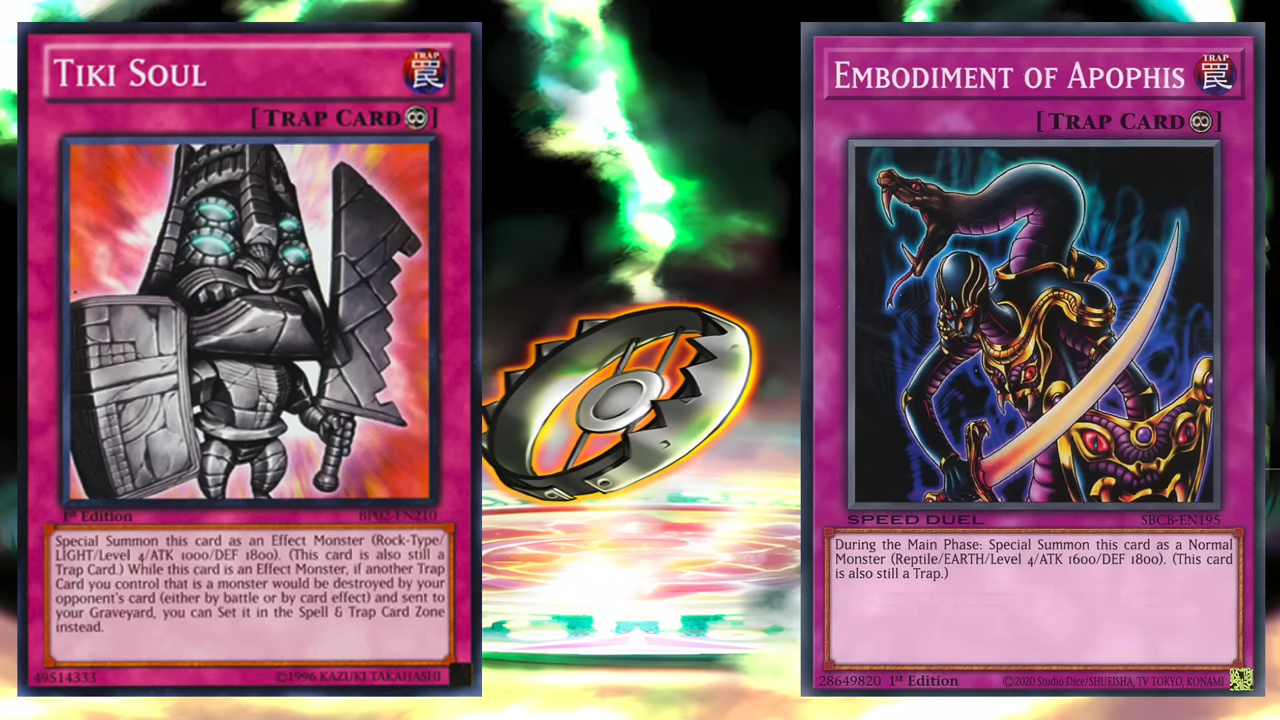 TIKI SOUL
TRAP
罠
[TRAP CARD♾]
1st Edition
BP02-EN210
Special Summon this card as an Effect Monster (Rock-Type/
LIGHT/Level 4/ATK 1000/DEF 1800). (This card is also still a
Trap Card.) While this card is an Effect Monster, if another Trap
Card you control that is a monster would be destroyed by your
opponent's card (either by battle or by card effect) and sent to
your Graveyard, you can Set it in the Spell & Trap Card Zone
instead.
49514333
©1996 KAZUKI TAKAHASHI
EMBODIMENT OF APOPHIS
TRAP
罠
[TRAP CARD♾]
SPEED DUEL
SBCB-EN195
During the Main Phase: Special Summon this card as a Normal
Monster (Reptile/EARTH/Level 4/ATK 1600/DEF 1800). (This card
is also still a Trap.)
28649820 1st Edition
©2020 Studio Dice/SHUEISHA, TV TOKYO, KONAMI